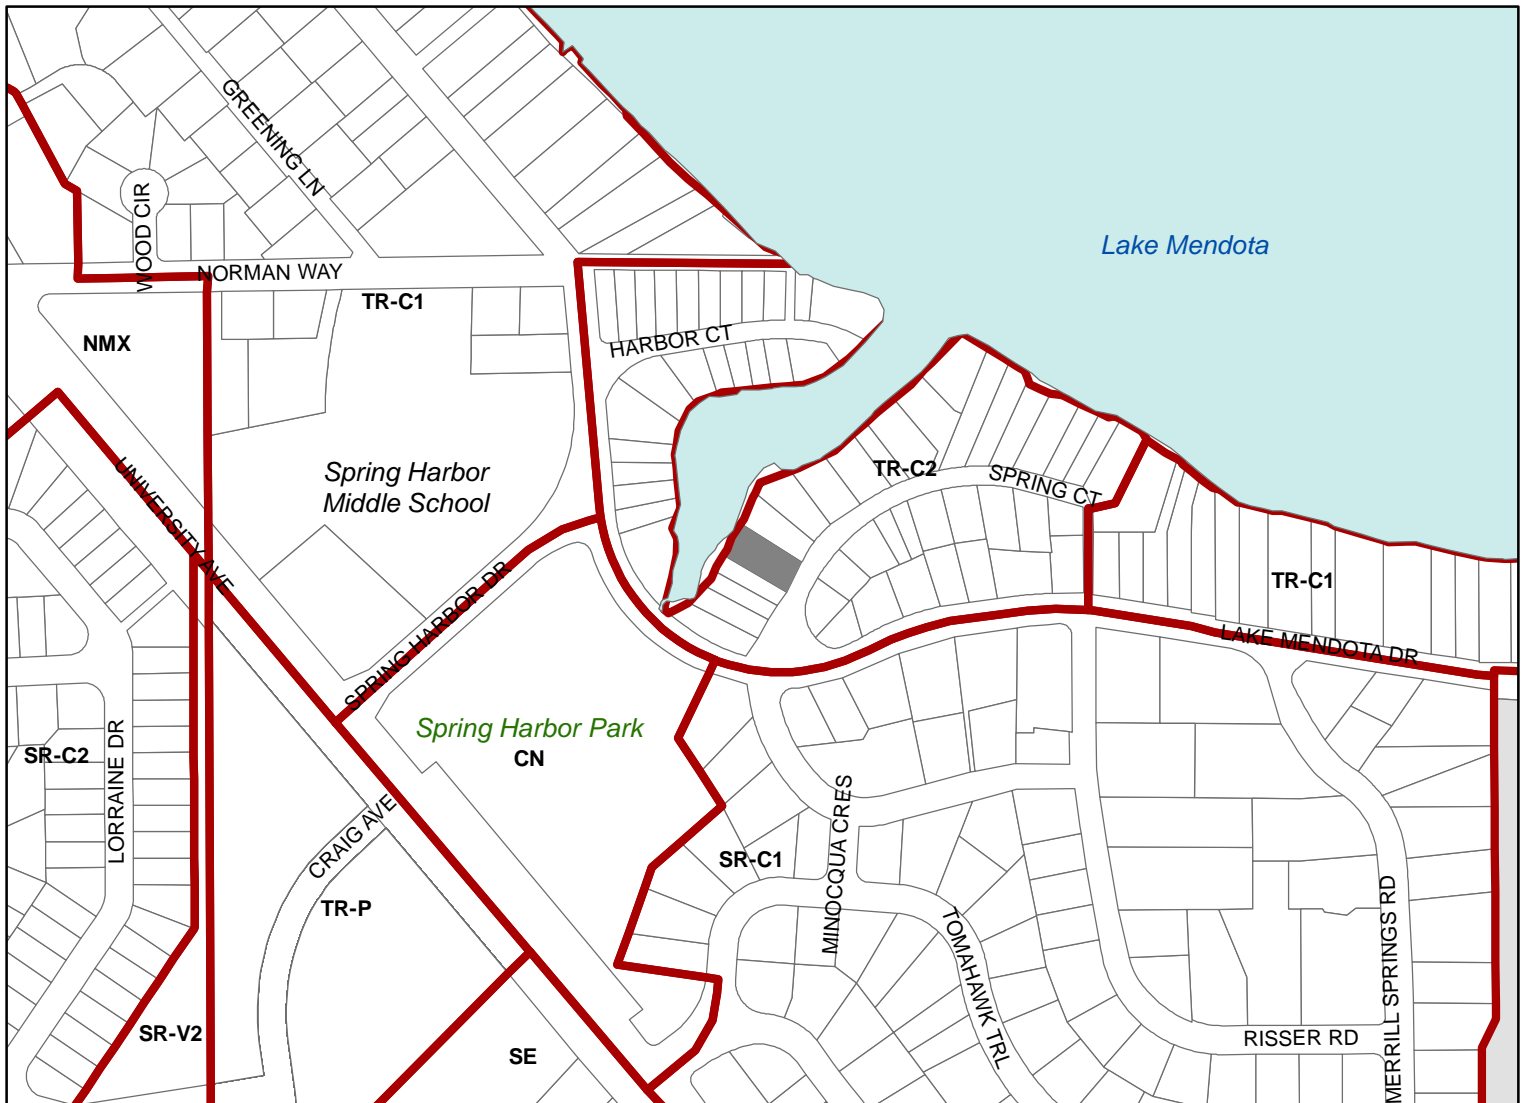 GREENING LN
WOOD CIR
Lake Mendota
NORMAN WAY
TR-C1
NMX
HARBOR CT
Spring Harbor
Middle School
TR-C2
SPRING CT
UNIVERSITY AVE
TR-C1
SPRING HARBOR DR
LAKE MENDOTA DR
Spring Harbor Park
CN
SR-C2
LORRAINE DR
CRAIG AVE
MINOCQUA CRES
SR-C1
TR-P
TOMAHAWK TRL
MERRILL SPRINGS RD
SR-V2
SE
RISSER RD